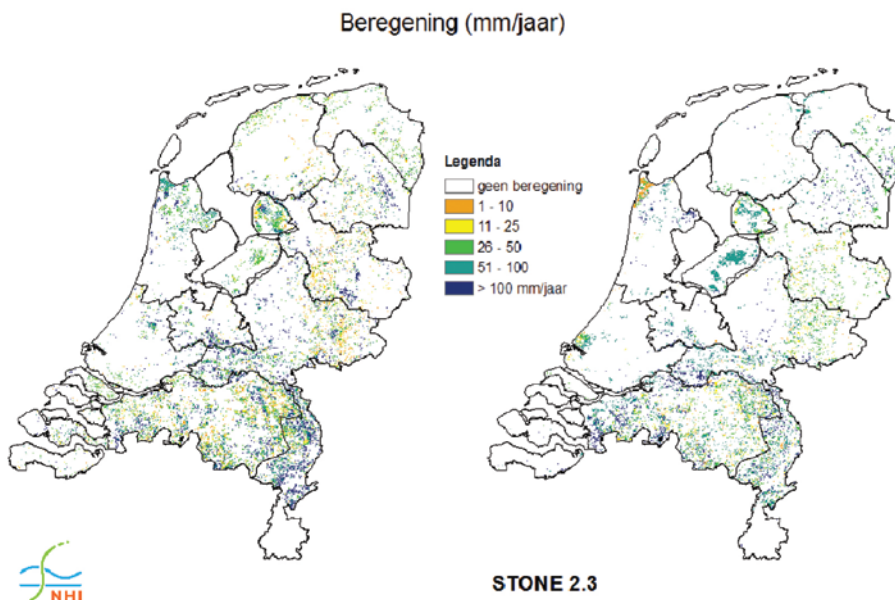 Beregening (mm/jaar)
Legenda
geen beregening
1 - 10
11 - 25
26 - 50
51 - 100
> 100 mm/jaar
NHI
STONE 2.3